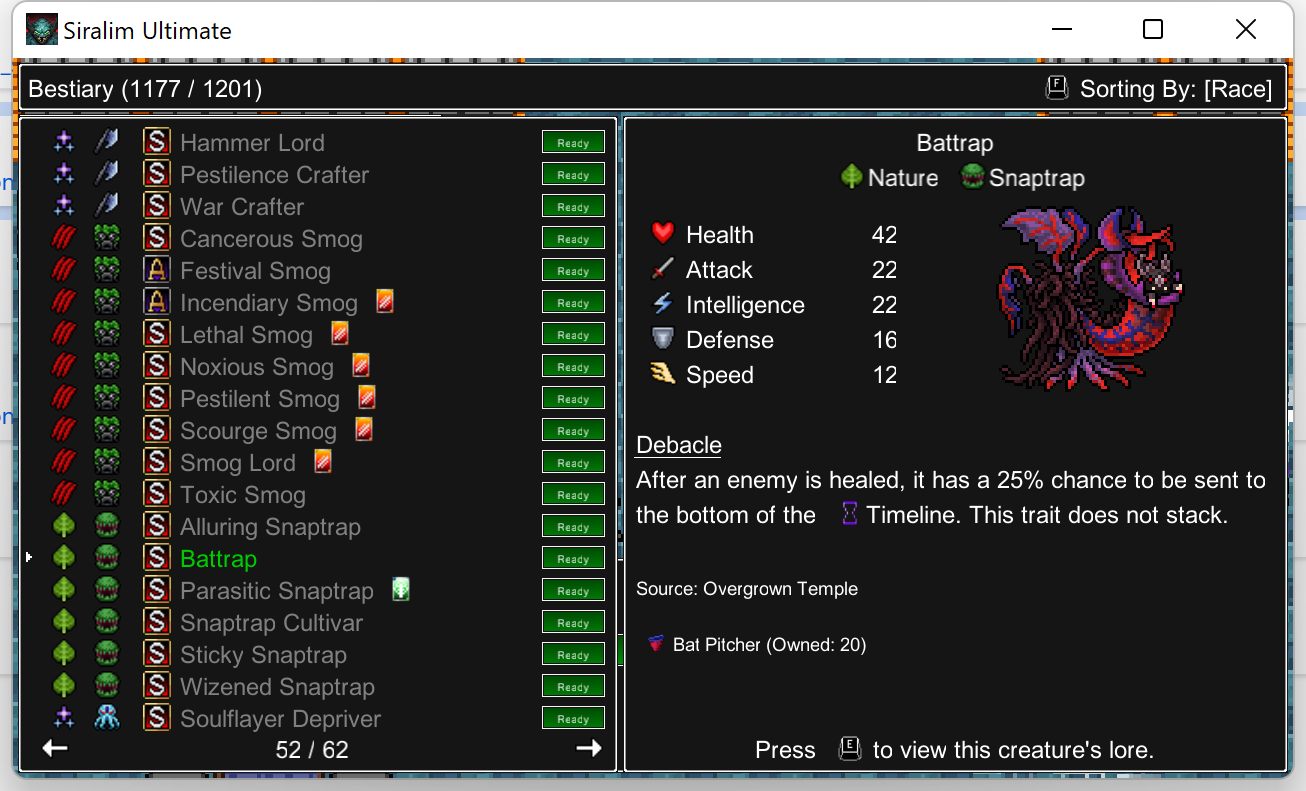 Siralim Ultimate
Bestiary (1177 / 1201)
F Sorting By: [Race]
S Hammer Lord Ready
S Pestilence Crafter Ready
S War Crafter Ready
S Cancerous Smog Ready
A Festival Smog Ready
A Incendiary Smog Ready
S Lethal Smog Ready
S Noxious Smog Ready
S Pestilent Smog Ready
S Scourge Smog Ready
S Smog Lord Ready
S Toxic Smog Ready
S Alluring Snaptrap Ready
S Battrap Ready
S Parasitic Snaptrap Ready
S Snaptrap Cultivar Ready
S Sticky Snaptrap Ready
S Wizened Snaptrap Ready
S Soulflayer Depriver Ready
52 / 62
Battrap
Nature Snaptrap
Health 42
Attack 22
Intelligence 22
Defense 16
Speed 12
Debacle
After an enemy is healed, it has a 25% chance to be sent to
the bottom of the Timeline. This trait does not stack.
Source: Overgrown Temple
Bat Pitcher (Owned: 20)
Press E to view this creature's lore.